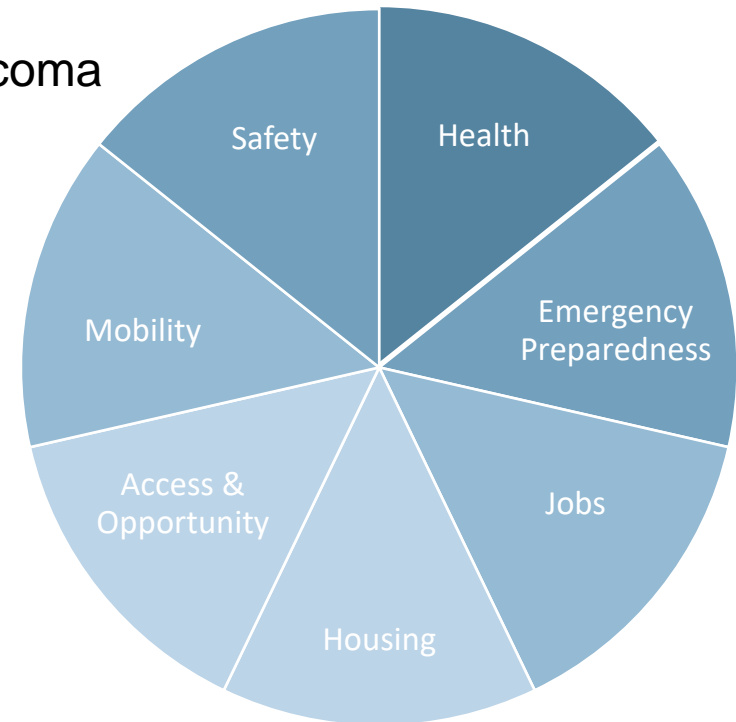 coma
Safety
Health
Mobility
Emergency
Preparedness
Access &
Opportunity
Jobs
Housing